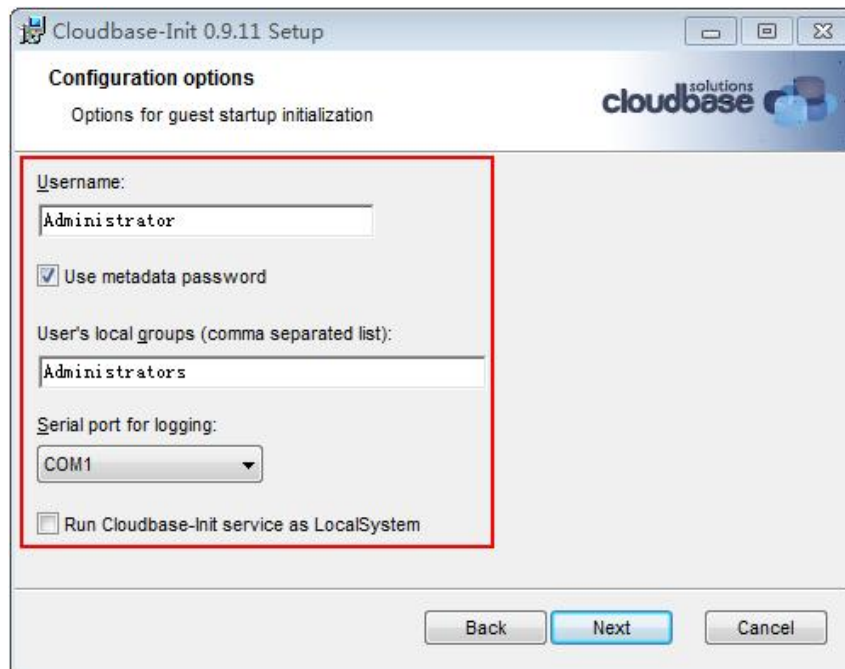 Cloudbase-Init 0.9.11 Setup
Configuration options
Options for guest startup initialization
solutions
cloudbase
Username:
Administrator
Use metadata password
User's local groups (comma separated list):
Administrators
Serial port for logging:
COM1
Run Cloudbase-Init service as LocalSystem
Back Next Cancel